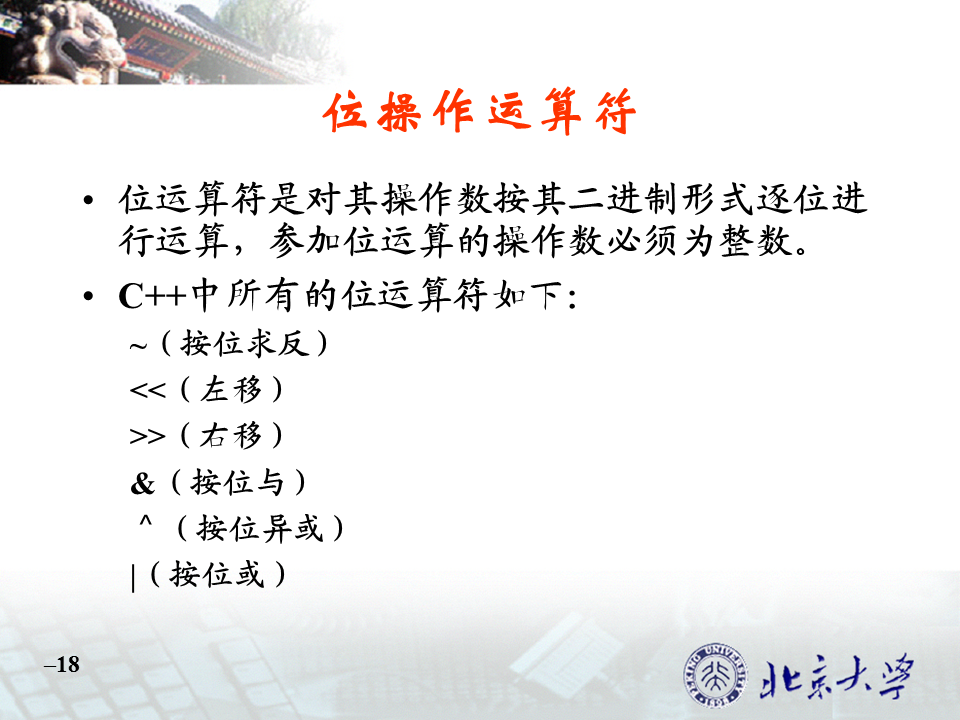 位操作运算符
• 位运算符是对其操作数按其二进制形式逐位进
行运算，参加位运算的操作数必须为整数。
• C++中所有的位运算符如下：
~（按位求反）
<<（左移）
>>（右移）
&（按位与）
^（按位异或）
|（按位或）
–18
PEKING UNIVERSITY
1898
北京大学